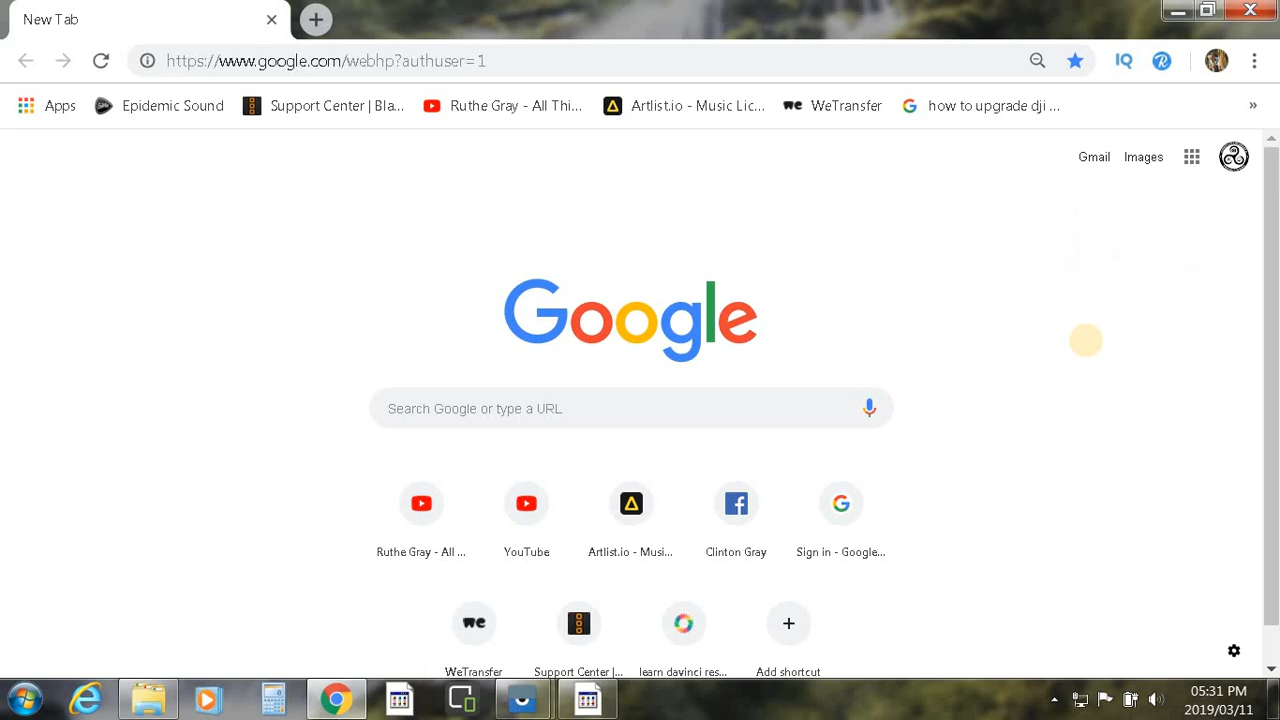 New Tab
https://www.google.com/webhp?authuser=1
IQ
Apps
Epidemic Sound
Support Center | Bla...
Ruthe Gray - All Thi...
Artlist.io - Music Lic...
we WeTransfer
G how to upgrade dji ...
»
Gmail Images
Google
Search Google or type a URL
Ruthe Gray - All ...
YouTube
Artlist.io - Musi...
Clinton Gray
Sign in - Google...
we
WeTransfer
Support Center |...
learn davinci res...
Add shortcut
05:31 PM
2019/03/11